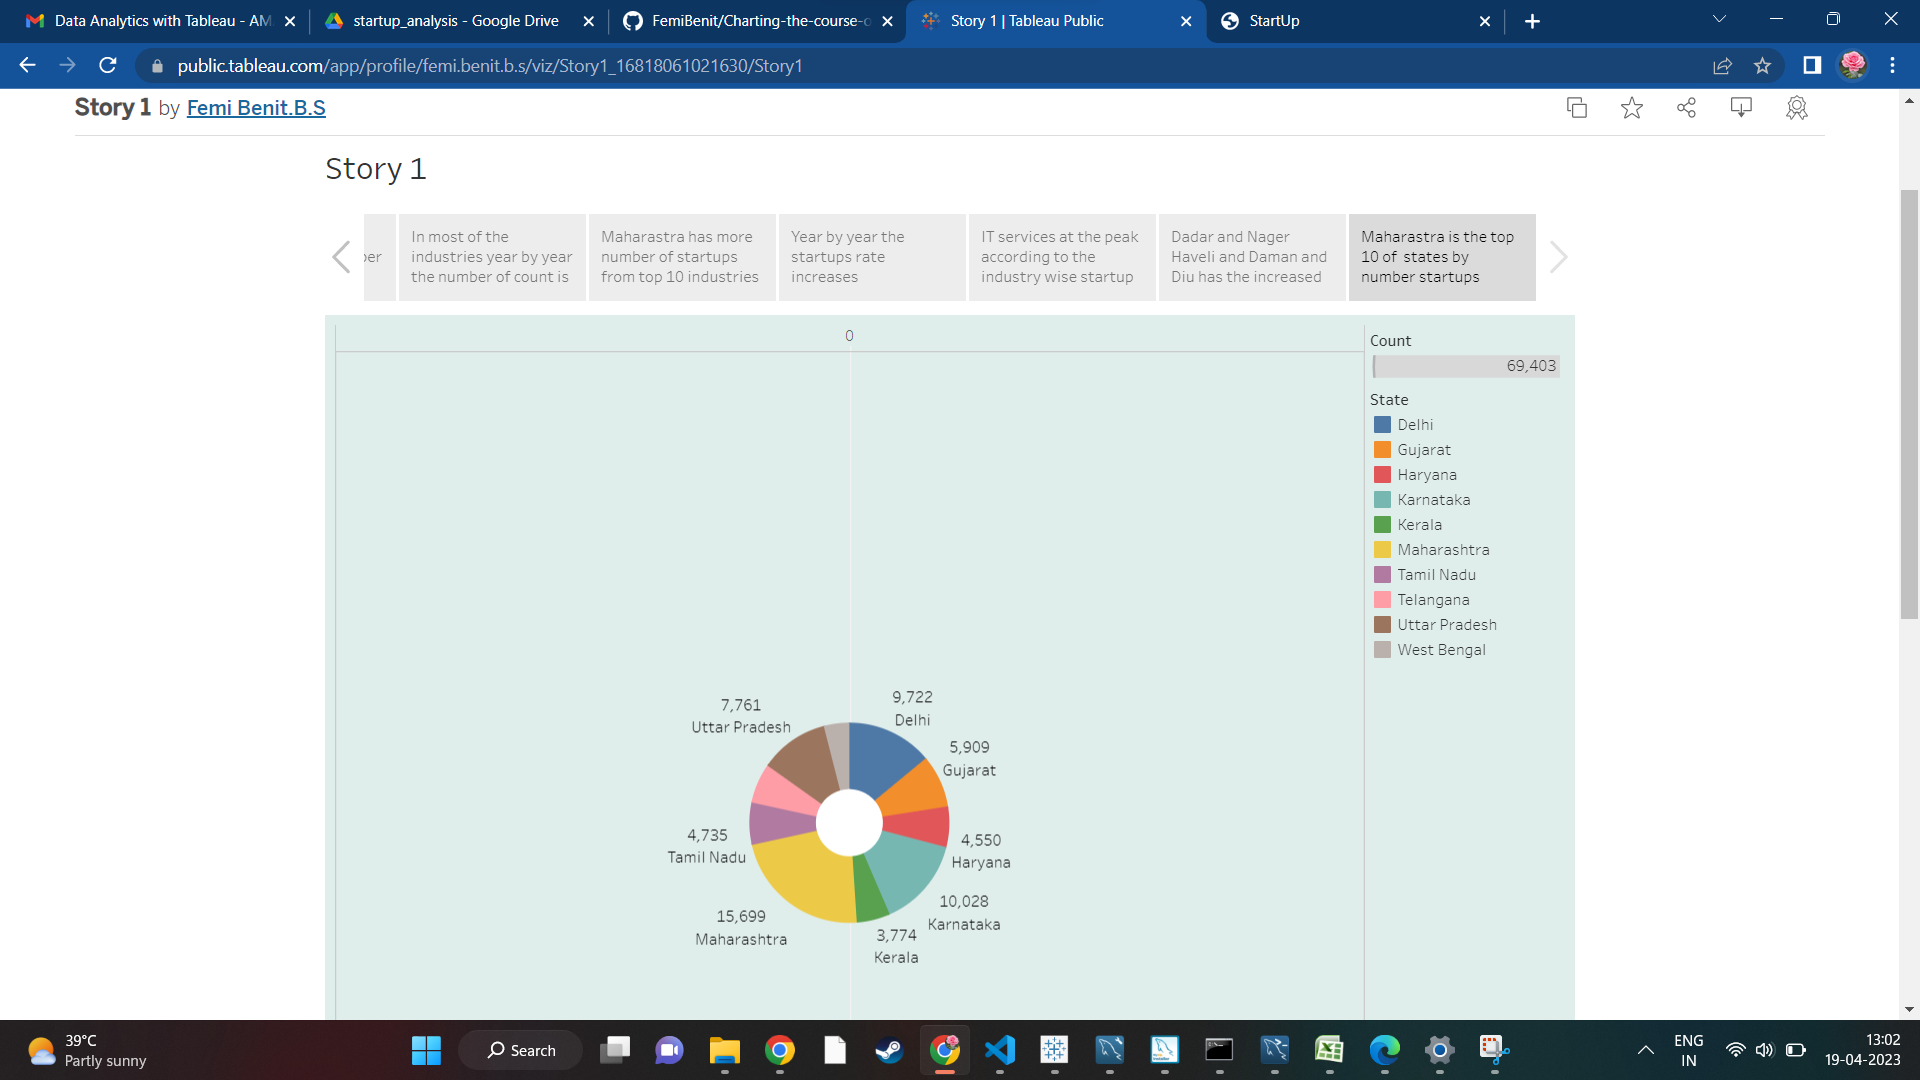 Data Analytics with Tableau - AM
startup_analysis - Google Drive
FemiBenit/Charting-the-course-o
Story 1 | Tableau Public
StartUp
public.tableau.com/app/profile/femi.benit.b.s/viz/Story1_16818061021630/Story1
Story 1 by Femi Benit.B.S
Story 1
ber
In most of the
industries year by year
the number of count is
Maharastra has more
number of startups
from top 10 industries
Year by year the
startups rate
increases
IT services at the peak
according to the
industry wise startup
Dadar and Nager
Haveli and Daman and
Diu has the increased
Maharastra is the top
10 of states by
number startups
0
Count
69,403
State
Delhi
Gujarat
Haryana
Karnataka
Kerala
Maharashtra
Tamil Nadu
Telangana
Uttar Pradesh
West Bengal
7,761
Uttar Pradesh
9,722
Delhi
5,909
Gujarat
4,735
Tamil Nadu
4,550
Haryana
10,028
Karnataka
15,699
Maharashtra
3,774
Kerala
39°C
Partly sunny
Search
ENG
IN
13:02
19-04-2023